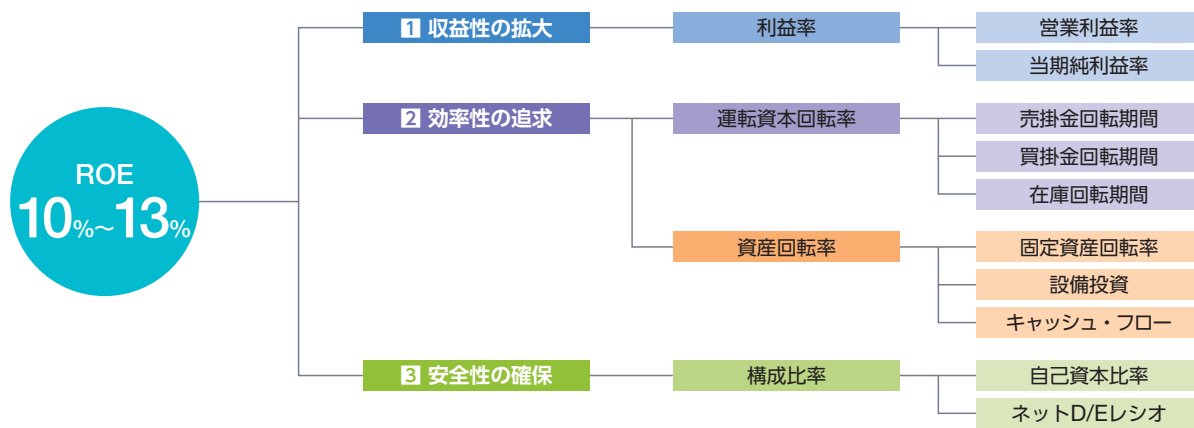 ROE
10%～13%
1 収益性の拡大
利益率
営業利益率
当期純利益率
2 効率性の追求
運転資本回転率
売掛金回転期間
買掛金回転期間
在庫回転期間
資産回転率
固定資産回転率
設備投資
キャッシュ・フロー
3 安全性の確保
構成比率
自己資本比率
ネットD/Eレシオ